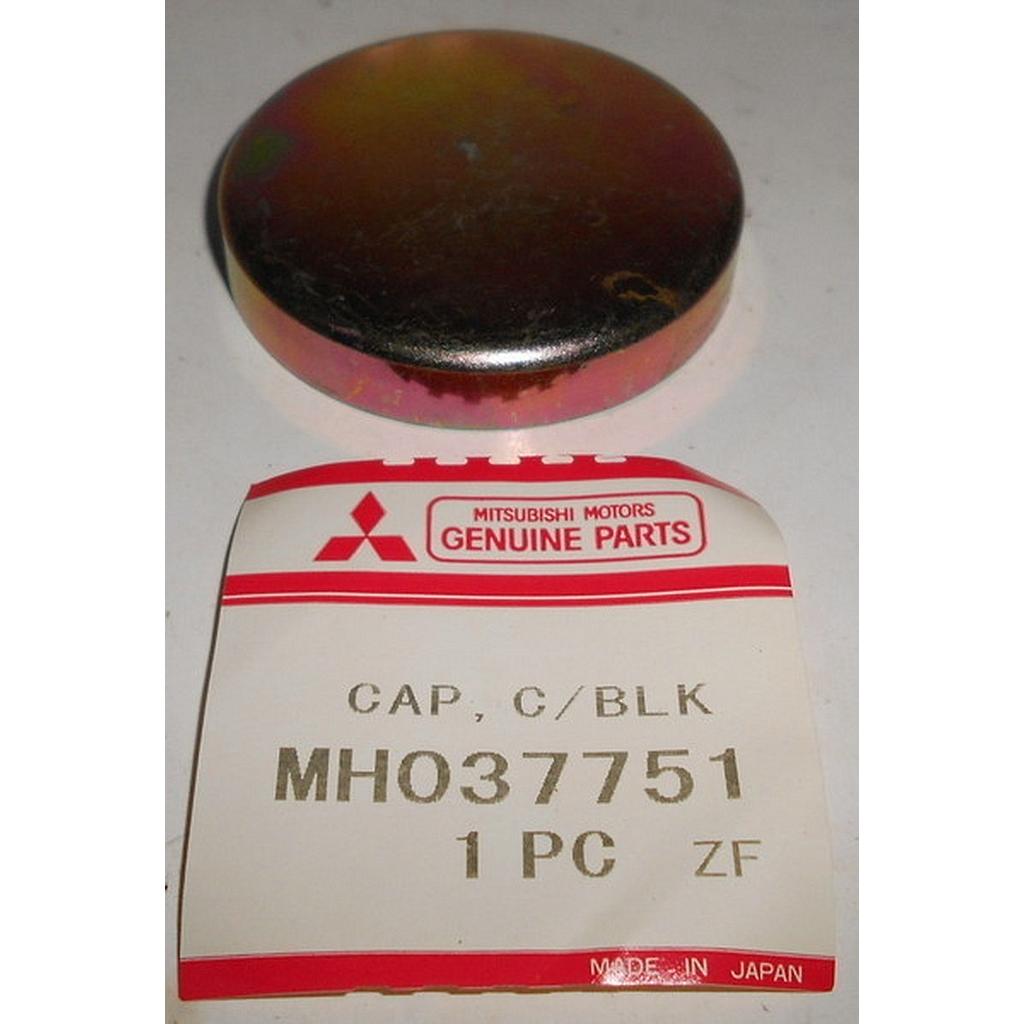 MITSUBISHI MOTORS
GENUINE PARTS
CAP, C/BLK
MH037751
1 PC ZF
MADE IN JAPAN